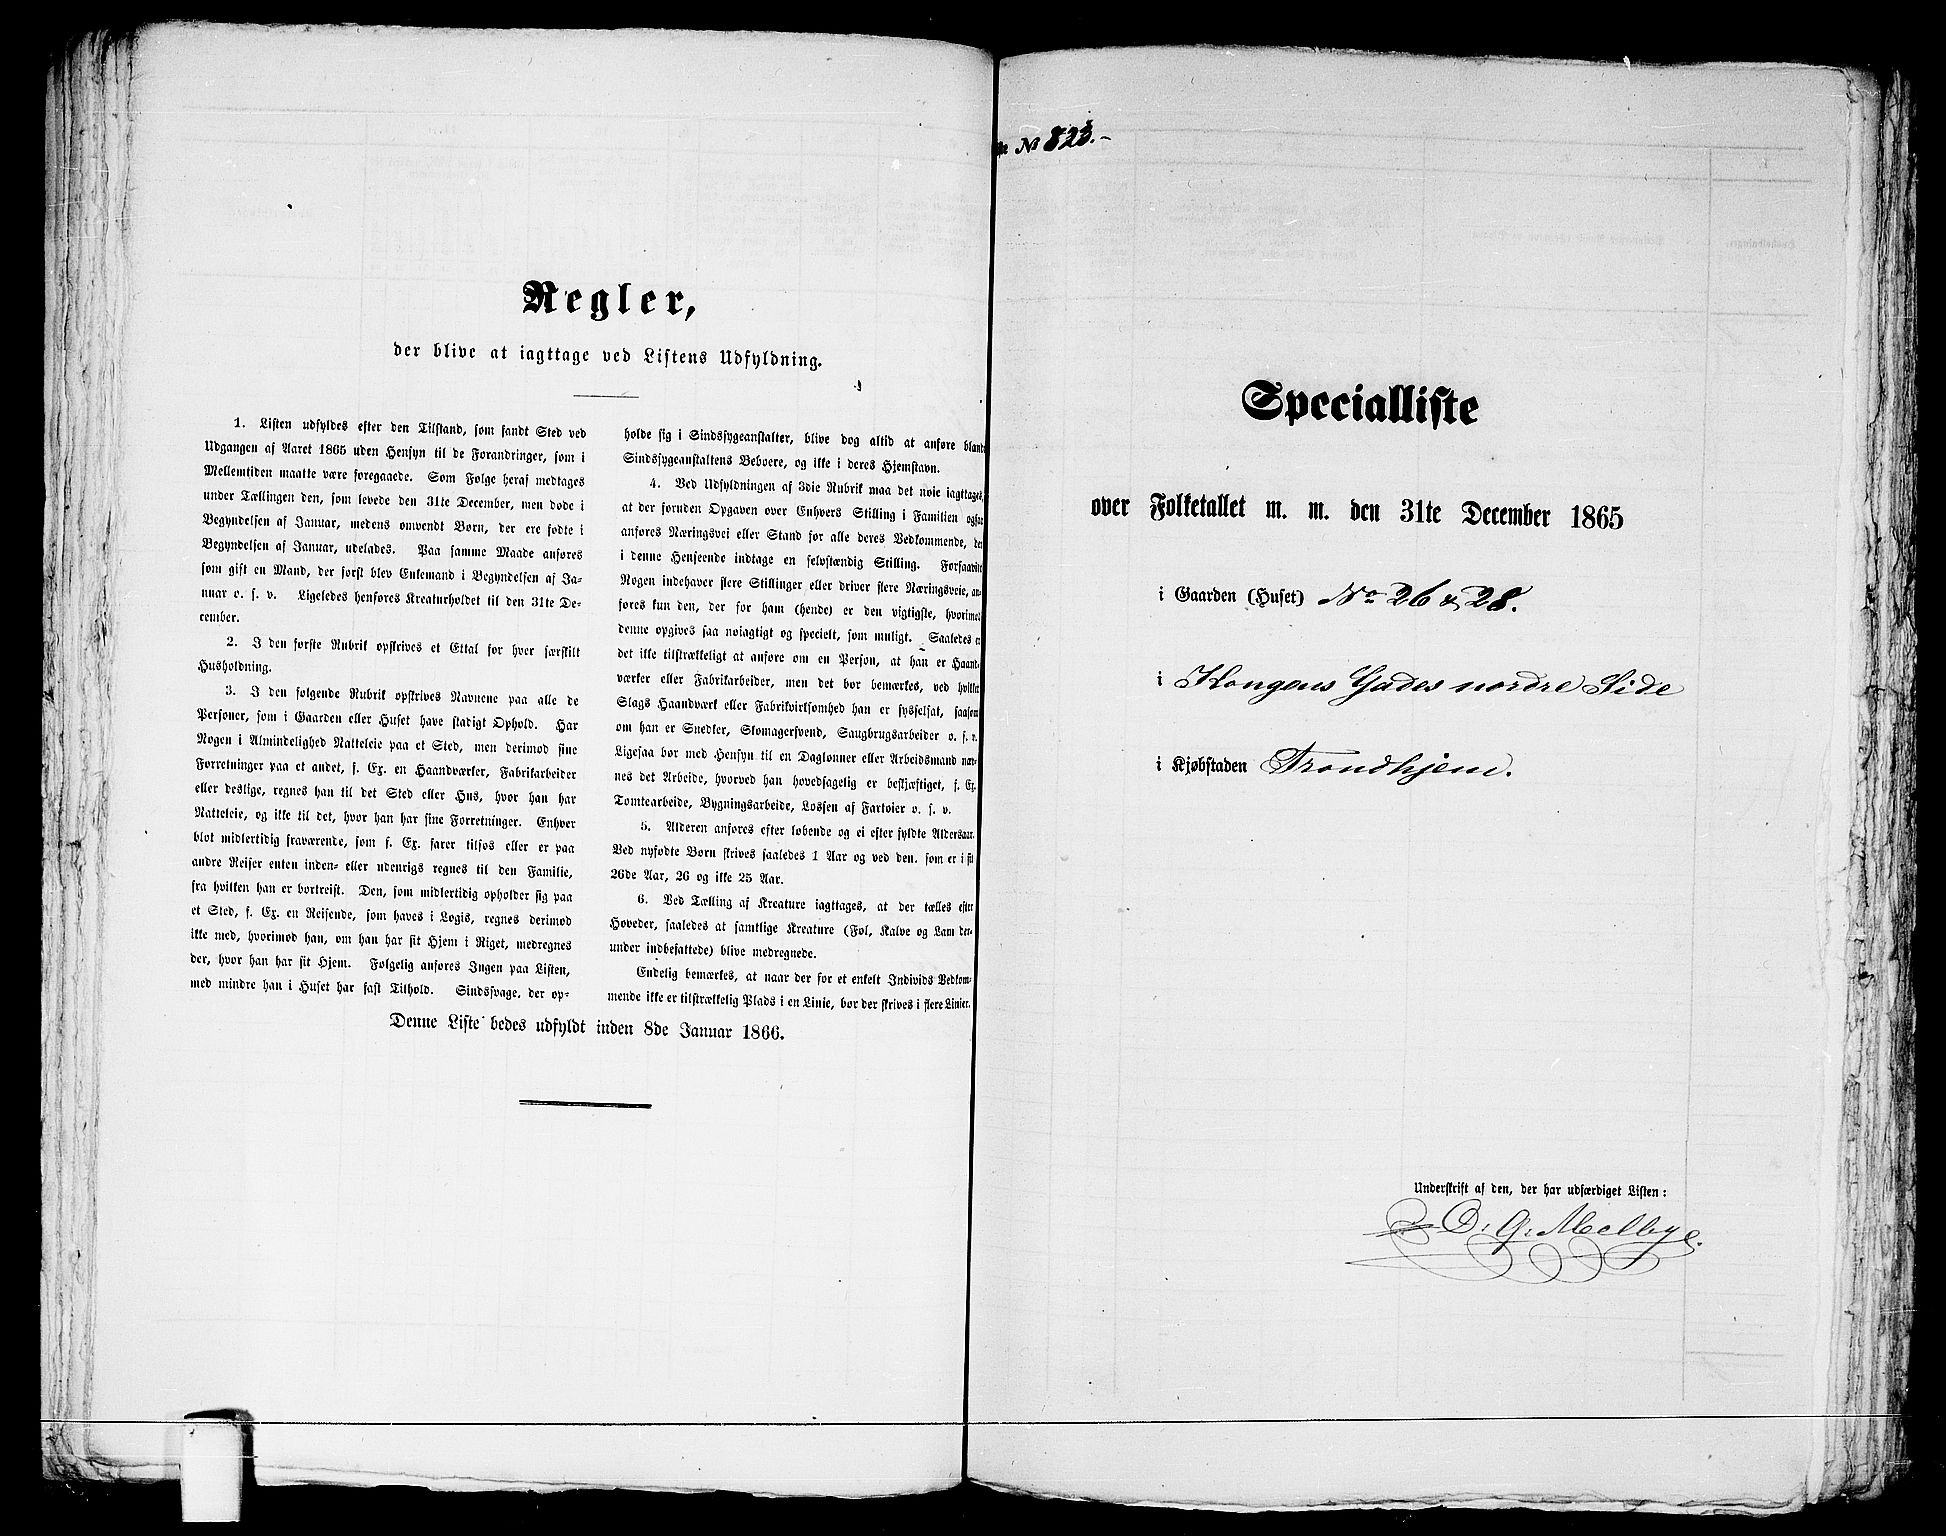 Regler,
der blive at iagttage ved Listens Udfyldning.
1. Listen udfyldes efter den Tilstand, som fandt Sted ved
Udgangen af Aaret 1865 uden Hensyn til de Forandringer, som i
Mellemtiden maatte være foregaaede. Som Følge heraf medtages
under Tællingen den, som levede den 31te December, men døde i
Begyndelsen af Januar, medens omvendt Børn, der ere fødte i
Begyndelsen af Januar, udelades. Paa samme Maade anføres
som gift en Mand, der først blev Enkemand i Begyndelsen af Ja-
nuar o. s. v. Ligeledes henføres Kreaturholdet til den 31te De-
cember.
2. I den første Rubrik opskrives et Ettal for hver særskilt
Husholdning.
3. I den følgende Rubrik opskrives Navnene paa alle de
Personer, som i Gaarden eller Huset have stadigt Ophold. Har
Nogen i Almindelighed Natteleie paa et Sted, men derimod sine
Forretninger paa et andet, f. Ex. en Haandværker, Fabrikarbeider
eller deslige, regnes han til det Sted eller Hus, hvor han har
Natteleie, og ikke til det, hvor han har sine Forretninger. Enhver
blot midlertidig fraværende, som f. Ex. farer tilsøs eller er paa
andre Reiser enten inden- eller udenrigs regnes til den Familie,
fra hvilken han er bortreist. Den, som midlertidig opholder sig paa
et Sted, f. Ex. en Reisende, som haves i Logis, regnes derimod
ikke med, hvorimod han, om han har sit Hjem i Riget, medregnes
der, hvor han har sit Hjem. Følgelig anføres Ingen paa Listen,
med mindre han i Huset har fast Tilhold. Sindssvage, der op-
holde sig i Sindssygeanstalter, blive dog altid at anføre blandt
Sindssygeanstaltens Beboere, og ikke i deres Hjemstavn.
4. Ved Udfyldningen af 3die Rubrik maa det nøie iagttages,
at der foruden Opgaven over Enhvers Stilling i Familien ogsaa
anføres Næringsvei eller Stand for alle deres Vedkommende, der
i denne Henseende indtage en selvstændig Stilling. Forsaavidt
Nogen indehaver flere Stillinger eller driver flere Næringsveie, an-
føres kun den, der for ham (hende) er den vigtigste, hvorimod
denne opgives saa nøiagtigt og specielt, som muligt. Saaledes er
det ikke tilstrækkeligt at anføre om en Person, at han er Haand-
værker eller Fabrikarbeider, men det bør bemærkes, ved hvilket
Slags Haandværk eller Fabrikvirksomhed han er sysselsat, saasom
om han er Snedker, Skomagersvend, Saugbrugsarbeider o. s. v.
Ligesaa bør med Hensyn til en Daglønner eller Arbeidsmand næv-
nes det Arbeide, hvorved han hovedsagelig er beskjæftiget, f. Ex.
Tomtearbeide, Bygningsarbeide, Lossen af Fartøier o. s. v.
5. Alderen anføres efter løbende og ei efter fyldte Aldersaar.
Ved nyfødte Børn skrives saaledes 1 Aar og ved den. som er i sit
26de Aar, 26 og ikke 25 Aar.
6. Ved Tælling af Kreature iagttages, at der tælles efter
Hoveder, saaledes at samtlige Kreature (Føl, Kalve og Lam der-
under indbefattede) blive medregnede.
Endelig bemærkes, at naar der for et enkelt Individs Vedkom-
mende ikke er tilstrækkelig Plads i en Linie, bør der skrives i flere Linier.
Denne Liste bedes udfyldt inden 8de Januar 1866.
№ 823.
Specialliste
over Folketallet m. m. den 31te December 1865
i Gaarden (Huset) No 26 & 28.
i Kongens Gades nordre Side
i Kjøbstaden Trondhjem.
Underskrift af den, der har udfærdiget Listen:
D. G. Melbye.